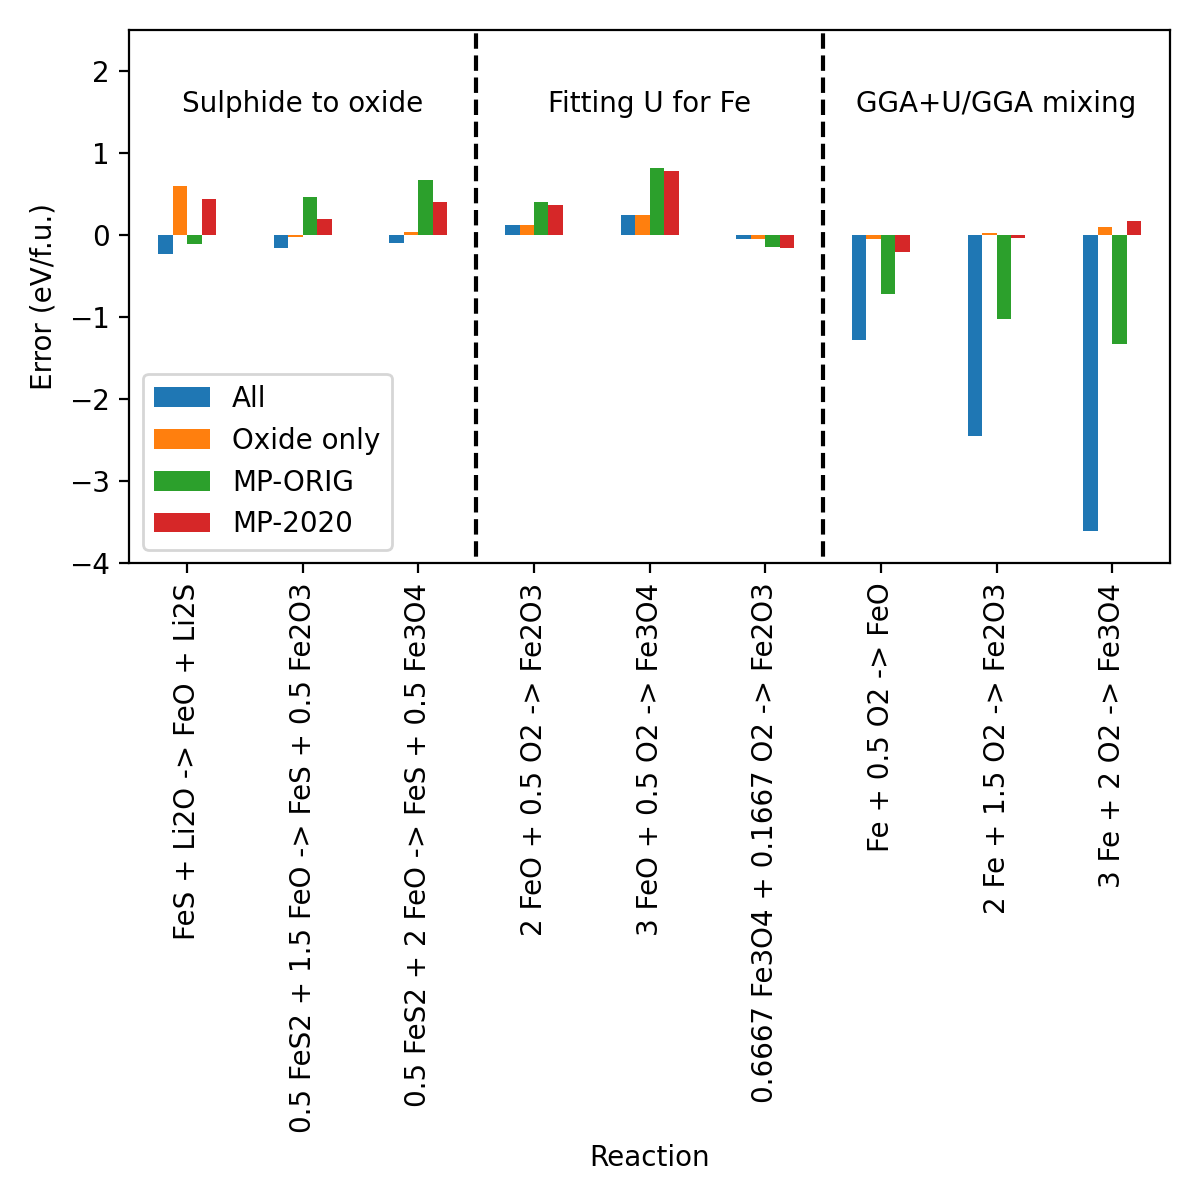 Sulphide to oxide
Fitting U for Fe
GGA+U/GGA mixing
2
1
0
−1
−2
−3
−4
Error (eV/f.u.)
All
Oxide only
MP-ORIG
MP-2020
FeS + Li2O -> FeO + Li2S
0.5 FeS2 + 1.5 FeO -> FeS + 0.5 Fe2O3
0.5 FeS2 + 2 FeO -> FeS + 0.5 Fe3O4
2 FeO + 0.5 O2 -> Fe2O3
3 FeO + 0.5 O2 -> Fe3O4
0.6667 Fe3O4 + 0.1667 O2 -> Fe2O3
Fe + 0.5 O2 -> FeO
2 Fe + 1.5 O2 -> Fe2O3
3 Fe + 2 O2 -> Fe3O4
Reaction